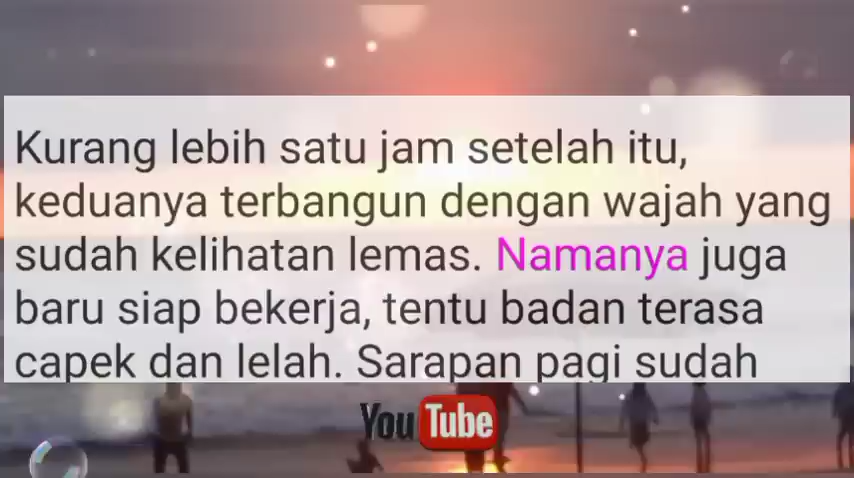 Kurang lebih satu jam setelah itu,
keduanya terbangun dengan wajah yang
sudah kelihatan lemas. Namanya juga
baru siap bekerja, tentu badan terasa
capek dan lelah. Sarapan pagi sudah
YouTube